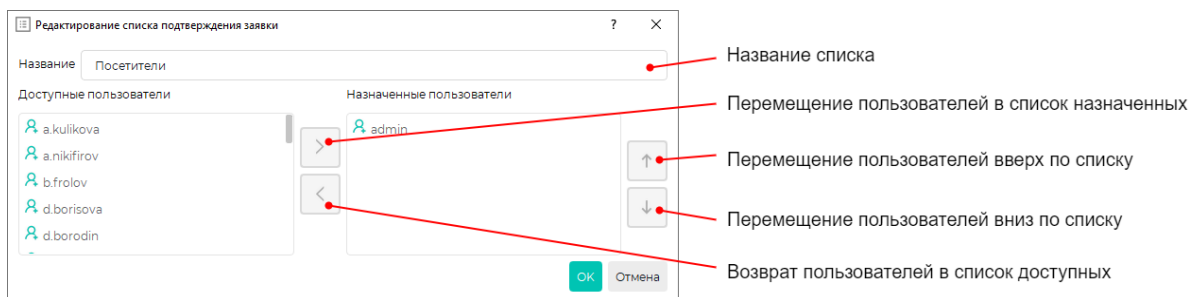 Редактирование списка подтверждения заявки
?
Название
Посетители
Доступные пользователи
Назначенные пользователи
a.kulikova
a.nikifirov
b.frolov
d.borisova
d.borodin
admin
OK
Отмена
Название списка
Перемещение пользователей в список назначенных
Перемещение пользователей вверх по списку
Перемещение пользователей вниз по списку
Возврат пользователей в список доступных